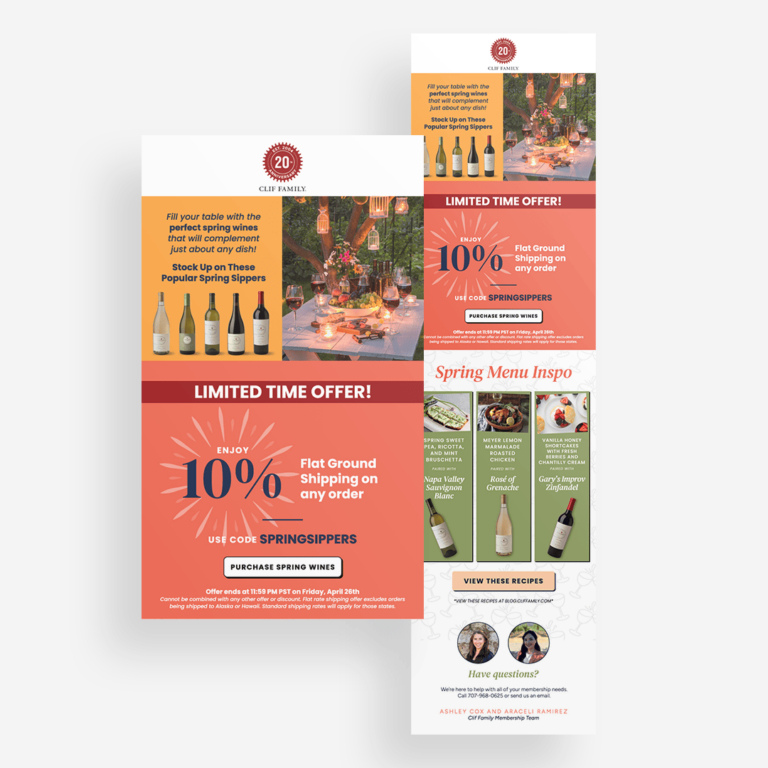 EST. 2004
20
ANNIVERSARY
CLIF FAMILY
Fill your table with the
perfect spring wines
that will complement
just about any dish!
Stock Up on These
Popular Spring Sippers
LIMITED TIME OFFER!
ENJOY
10%
Flat Ground
Shipping on
any order
USE CODE SPRINGSIPPERS
PURCHASE SPRING WINES
Offer ends at 11:59 PM PST on Friday, April 26th
Cannot be combined with any other offer or discount. Flat rate shipping offer excludes orders
being shipped to Alaska or Hawaii. Standard shipping rates will apply for those states.
20
CLIF FAMILY
Fill your table with the
perfect spring wines
that will complement
just about any dish!
Stock Up on These
Popular Spring Sippers
LIMITED TIME OFFER!
ENJOY
10%
Flat Ground
Shipping on
any order
USE CODE SPRINGSIPPERS
PURCHASE SPRING WINES
Offer ends at 11:59 PM PST on Friday, April 26th
Cannot be combined with any other offer or discount. Flat rate shipping offer excludes orders
being shipped to Alaska or Hawaii. Standard shipping rates will apply for those states.
Spring Menu Inspo
SPRING SWEET
PEA, RICOTTA,
AND MINT
BRUSCHETTA
PAIRED WITH
Napa Valley
Sauvignon
Blanc
MEYER LEMON
MARMALADE
ROASTED
CHICKEN
PAIRED WITH
Rosé of
Grenache
VANILLA HONEY
SHORTCAKES
WITH FRESH
BERRIES AND
CHANTILLY CREAM
PAIRED WITH
Gary's Improv
Zinfandel
VIEW THESE RECIPES
*VIEW THESE RECIPES AT BLOG.CLIFFAMILY.COM*
Have questions?
We're here to help with all of your membership needs.
Call 707-968-0625 or send us an email.
ASHLEY COX AND ARACELI RAMIREZ
Clif Family Membership Team